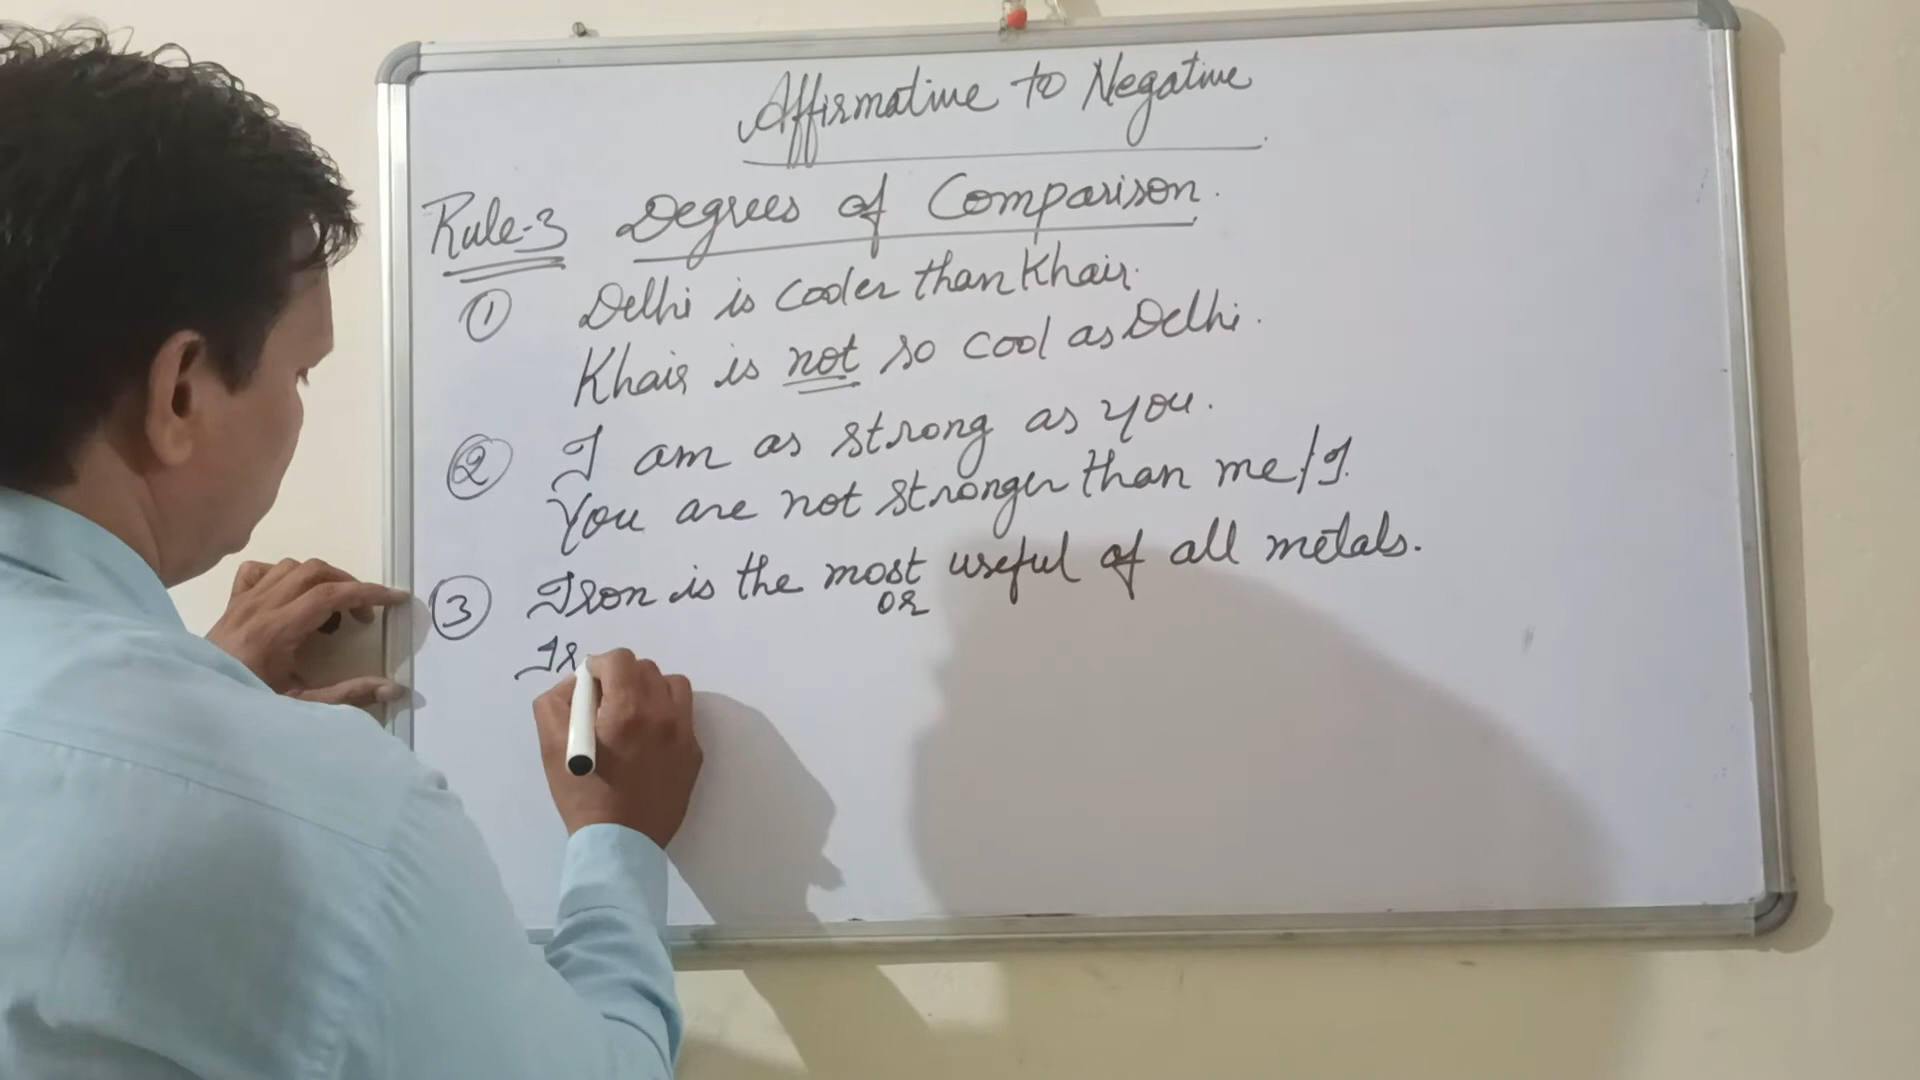 Affirmative to Negative
Rule-3 Degrees of Comparison.
① Delhi is cooler than Khair.
Khair is not so cool as Delhi.
② I am as strong as you.
You are not stronger than me/I.
③ Iron is the most useful of all metals.
OR
Ir